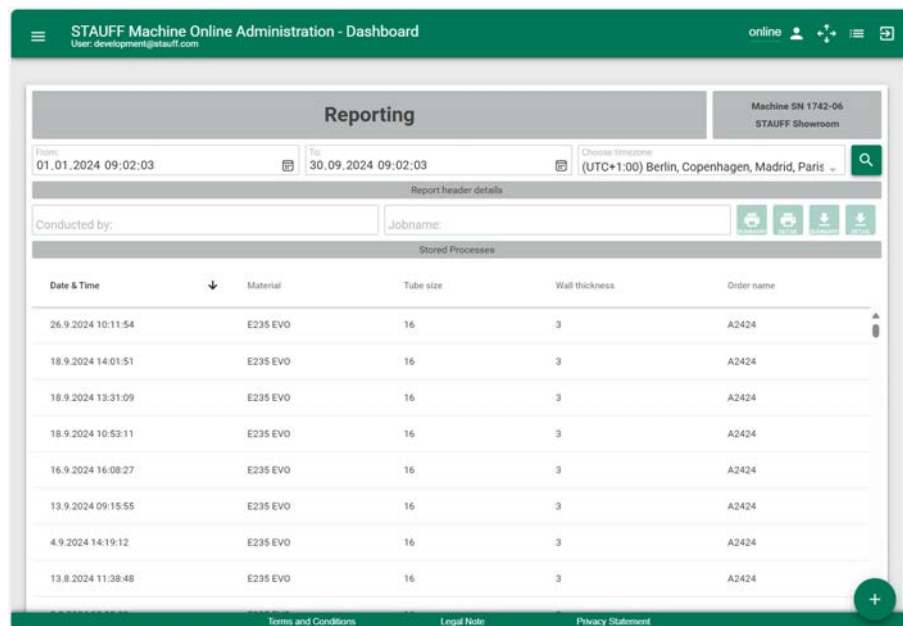 STAUFF Machine Online Administration - Dashboard
User: development@stauff.com
online
Reporting
Machine SN 1742-06
STAUFF Showroom
From:
01.01.2024 09:02:03
To:
30.09.2024 09:02:03
Choose timezone
(UTC+1:00) Berlin, Copenhagen, Madrid, Paris
Report header details
Conducted by:
Jobname:
SUMMARY DETAIL SUMMARY DETAIL
Stored Processes
Date & Time Material Tube size Wall thickness Order name
26.9.2024 10:11:54 E235 EVO 16 3 A2424
18.9.2024 14:01:51 E235 EVO 16 3 A2424
18.9.2024 13:31:09 E235 EVO 16 3 A2424
18.9.2024 10:53:11 E235 EVO 16 3 A2424
16.9.2024 16:08:27 E235 EVO 16 3 A2424
13.9.2024 09:15:55 E235 EVO 16 3 A2424
4.9.2024 14:19:12 E235 EVO 16 3 A2424
13.8.2024 11:38:48 E235 EVO 16 3 A2424
Terms and Conditions Legal Note Privacy Statement